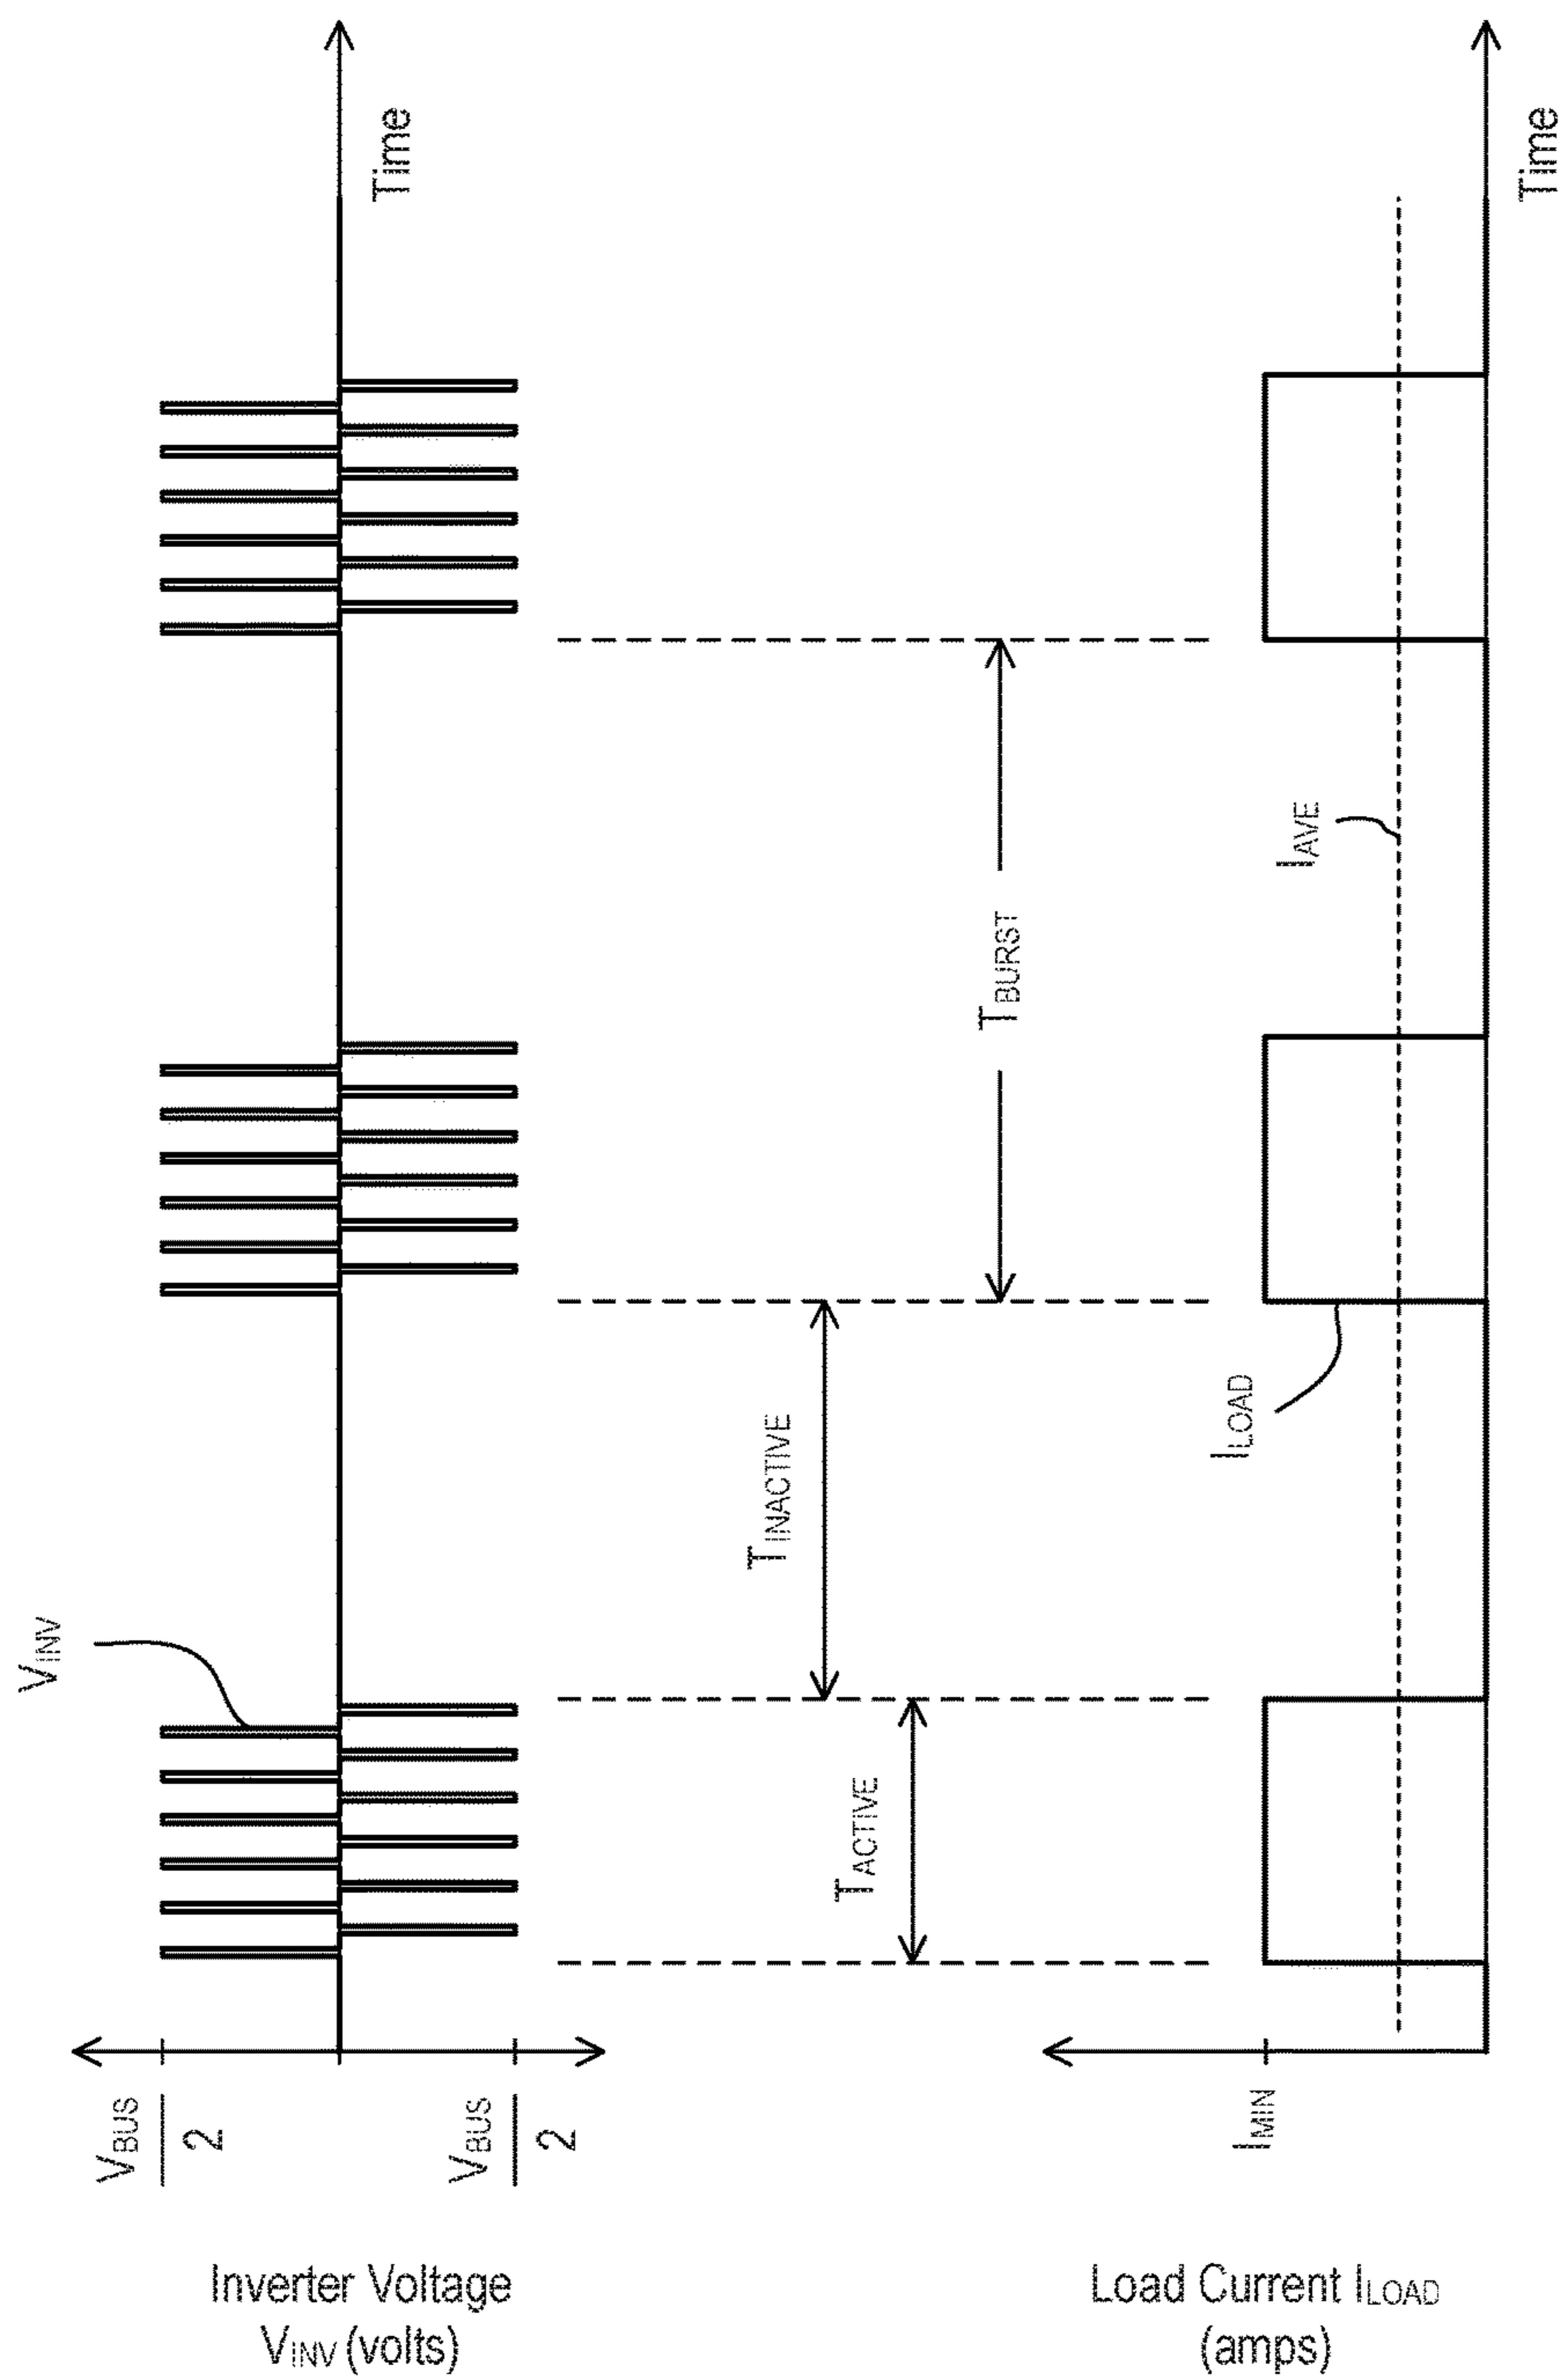 Inverter Voltage
VINV (volts)
VBUS
2
VBUS
2
VINV
Time
TACTIVE
TINACTIVE
TBURST
Load Current ILOAD
(amps)
IMIN
ILOAD
IAVE
Time